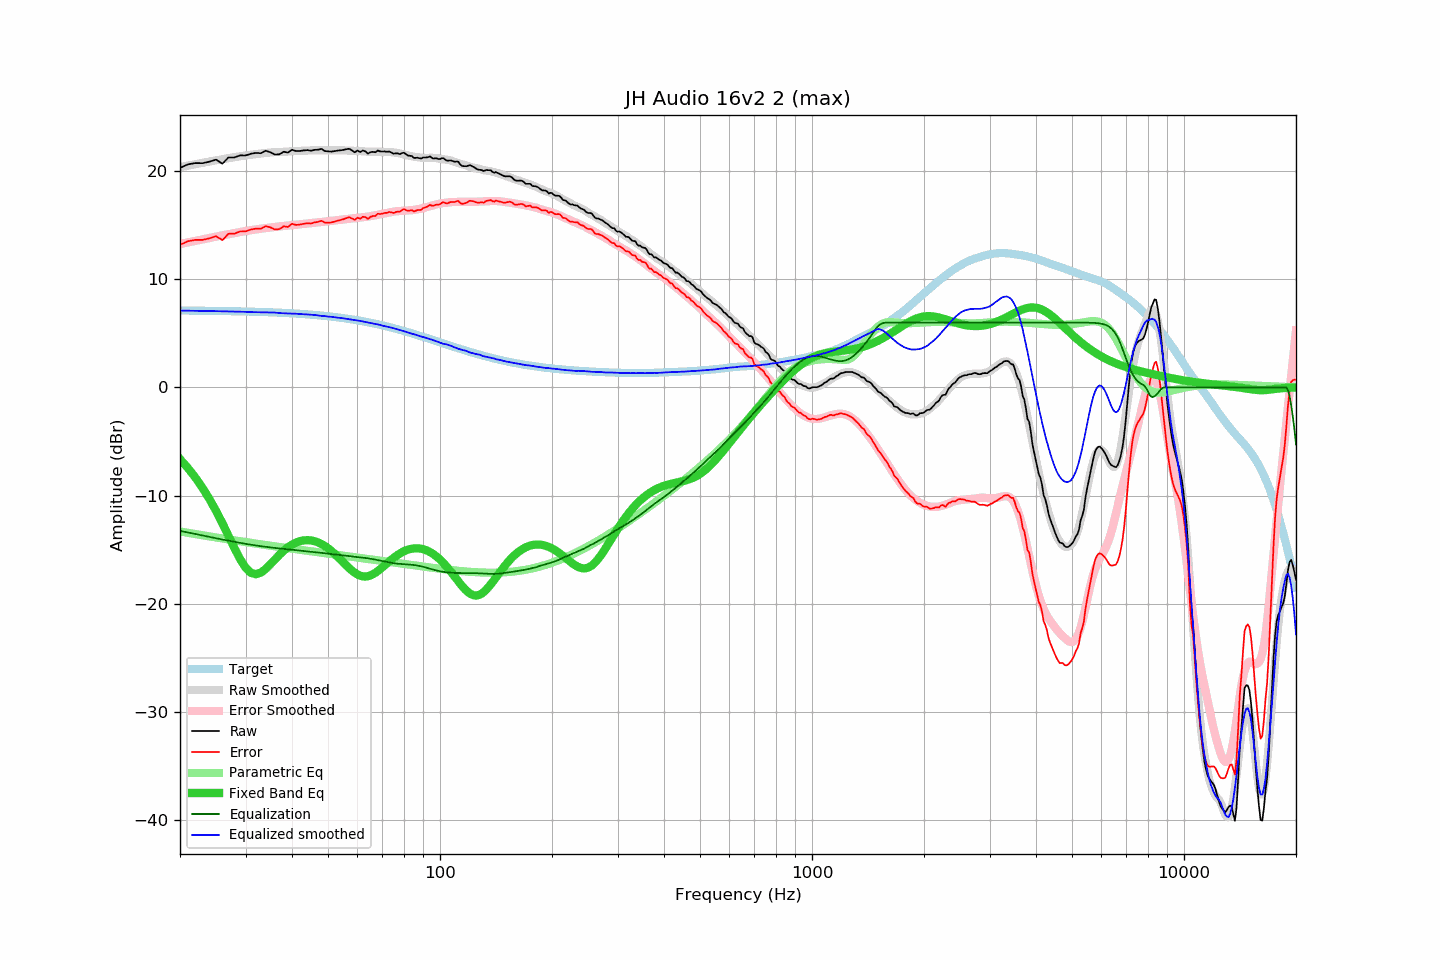 JH Audio 16v2 2 (max)
Amplitude (dBr)
20
10
0
−10
−20
−30
−40
Target
Raw Smoothed
Error Smoothed
Raw
Error
Parametric Eq
Fixed Band Eq
Equalization
Equalized smoothed
100
1000
10000
Frequency (Hz)